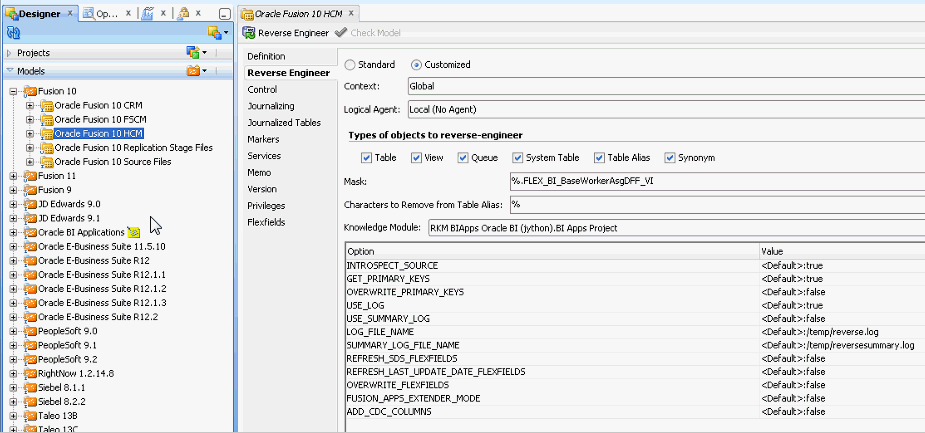 Designer
Op...
Oracle Fusion 10 HCM
Reverse Engineer
Check Model
Projects
Models
Fusion 10
Oracle Fusion 10 CRM
Oracle Fusion 10 FSCM
Oracle Fusion 10 HCM
Oracle Fusion 10 Replication Stage Files
Oracle Fusion 10 Source Files
Fusion 11
Fusion 9
JD Edwards 9.0
JD Edwards 9.1
Oracle BI Applications
Oracle E-Business Suite 11.5.10
Oracle E-Business Suite R12
Oracle E-Business Suite R12.1.1
Oracle E-Business Suite R12.1.2
Oracle E-Business Suite R12.1.3
Oracle E-Business Suite R12.2
PeopleSoft 9.0
PeopleSoft 9.1
PeopleSoft 9.2
RightNow 1.2.14.8
Siebel 8.1.1
Siebel 8.2.2
Taleo 13B
Taleo 13C
Definition
Reverse Engineer
Control
Journalizing
Journalized Tables
Markers
Services
Memo
Version
Privileges
Flexfields
Standard Customized
Context: Global
Logical Agent: Local (No Agent)
Types of objects to reverse-engineer
Table View Queue System Table Table Alias Synonym
Mask: %.FLEX_BI_BaseWorkerAsgDFF_VI
Characters to Remove from Table Alias: %
Knowledge Module: RKM BIApps Oracle BI (jython).BI Apps Project
Option Value
INTROSPECT_SOURCE <Default>:true
GET_PRIMARY_KEYS <Default>:true
OVERWRITE_PRIMARY_KEYS <Default>:false
USE_LOG <Default>:true
USE_SUMMARY_LOG <Default>:false
LOG_FILE_NAME <Default>:/temp/reverse.log
SUMMARY_LOG_FILE_NAME <Default>:/temp/reversesummary.log
REFRESH_SDS_FLEXFIELDS <Default>:false
REFRESH_LAST_UPDATE_DATE_FLEXFIELDS <Default>:false
OVERWRITE_FLEXFIELDS <Default>:false
FUSION_APPS_EXTENDER_MODE <Default>:false
ADD_CDC_COLUMNS <Default>:false